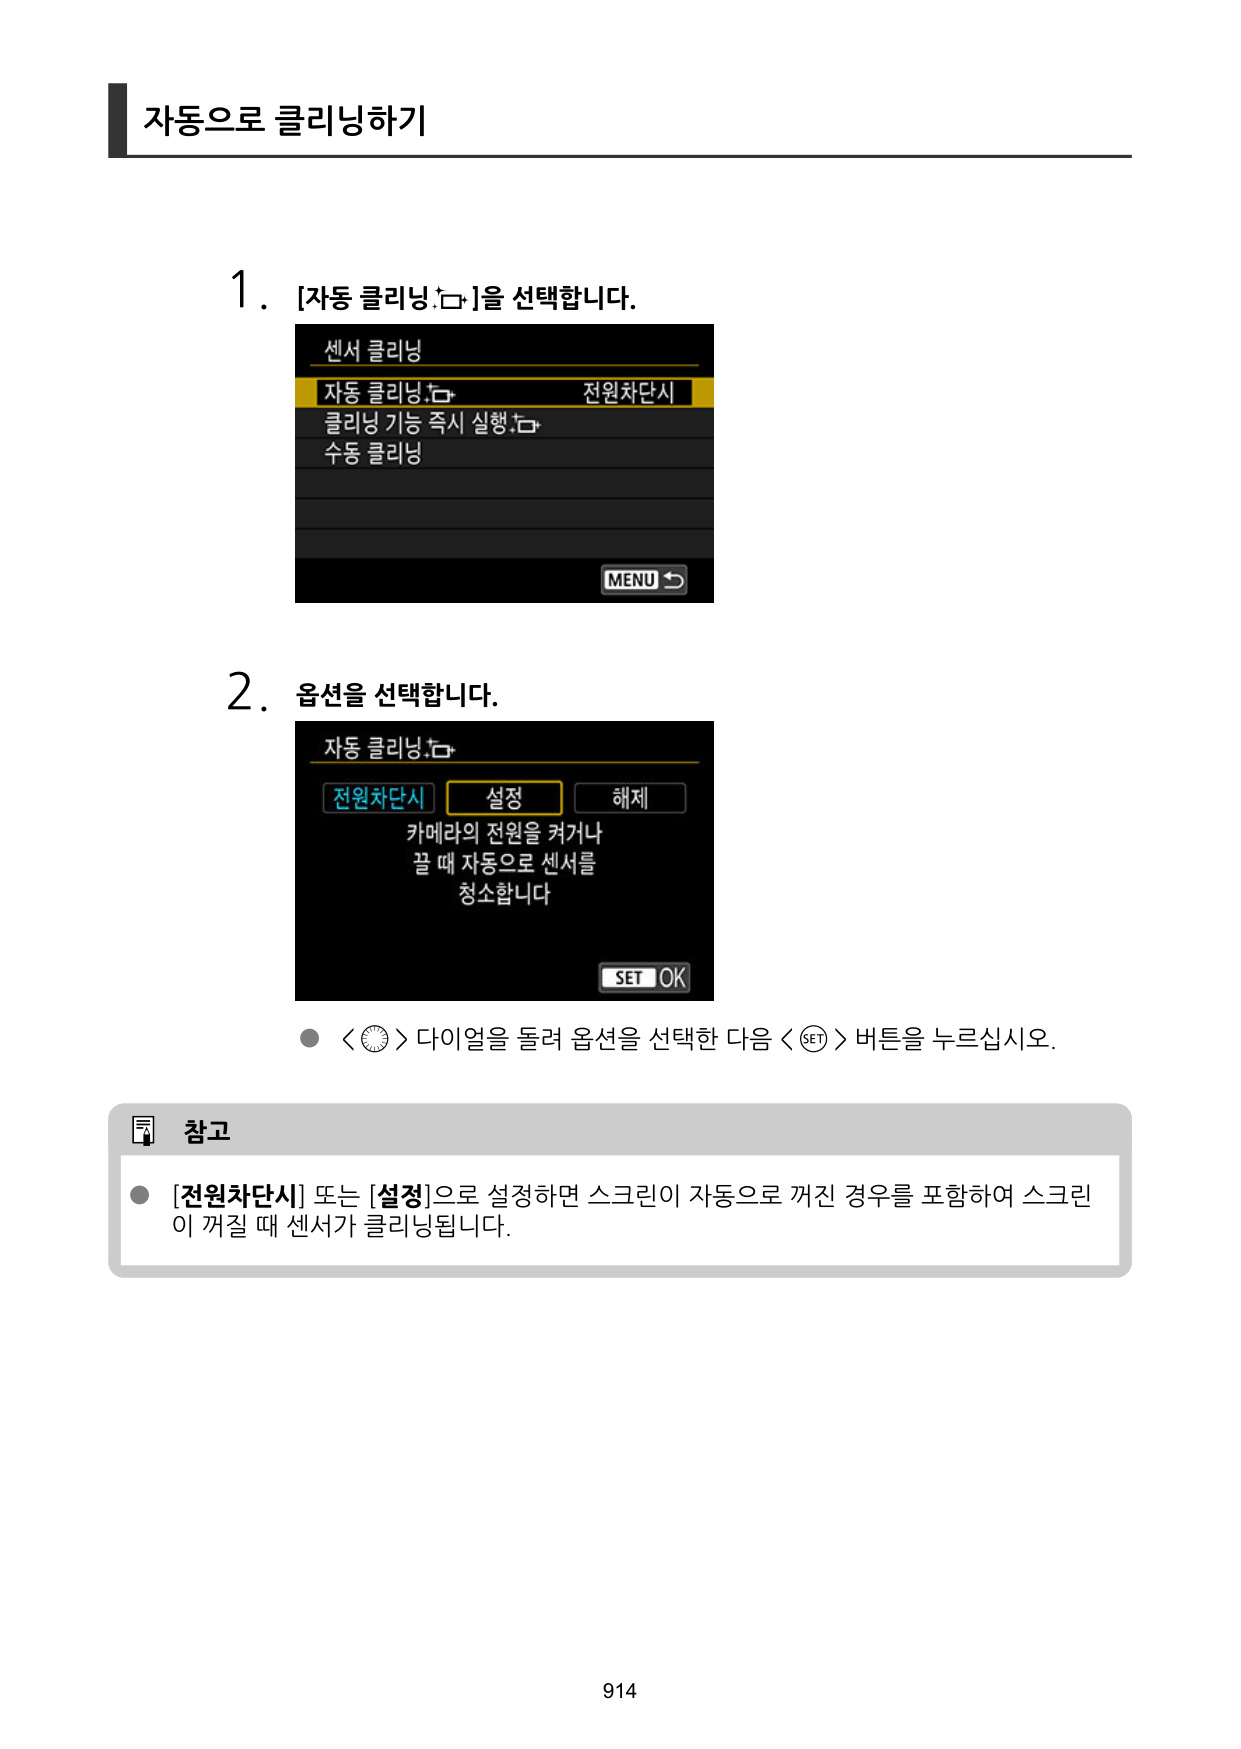 자동으로 클리닝하기
1. [자동 클리닝]을 선택합니다.
센서 클리닝
자동 클리닝 전원차단시
클리닝 기능 즉시 실행
수동 클리닝
MENU
2. 옵션을 선택합니다.
자동 클리닝
전원차단시 설정 해제
카메라의 전원을 켜거나
끌 때 자동으로 센서를
청소합니다
SET OK
● < > 다이얼을 돌려 옵션을 선택한 다음 < SET > 버튼을 누르십시오.
참고
● [전원차단시] 또는 [설정]으로 설정하면 스크린이 자동으로 꺼진 경우를 포함하여 스크린
이 꺼질 때 센서가 클리닝됩니다.
914